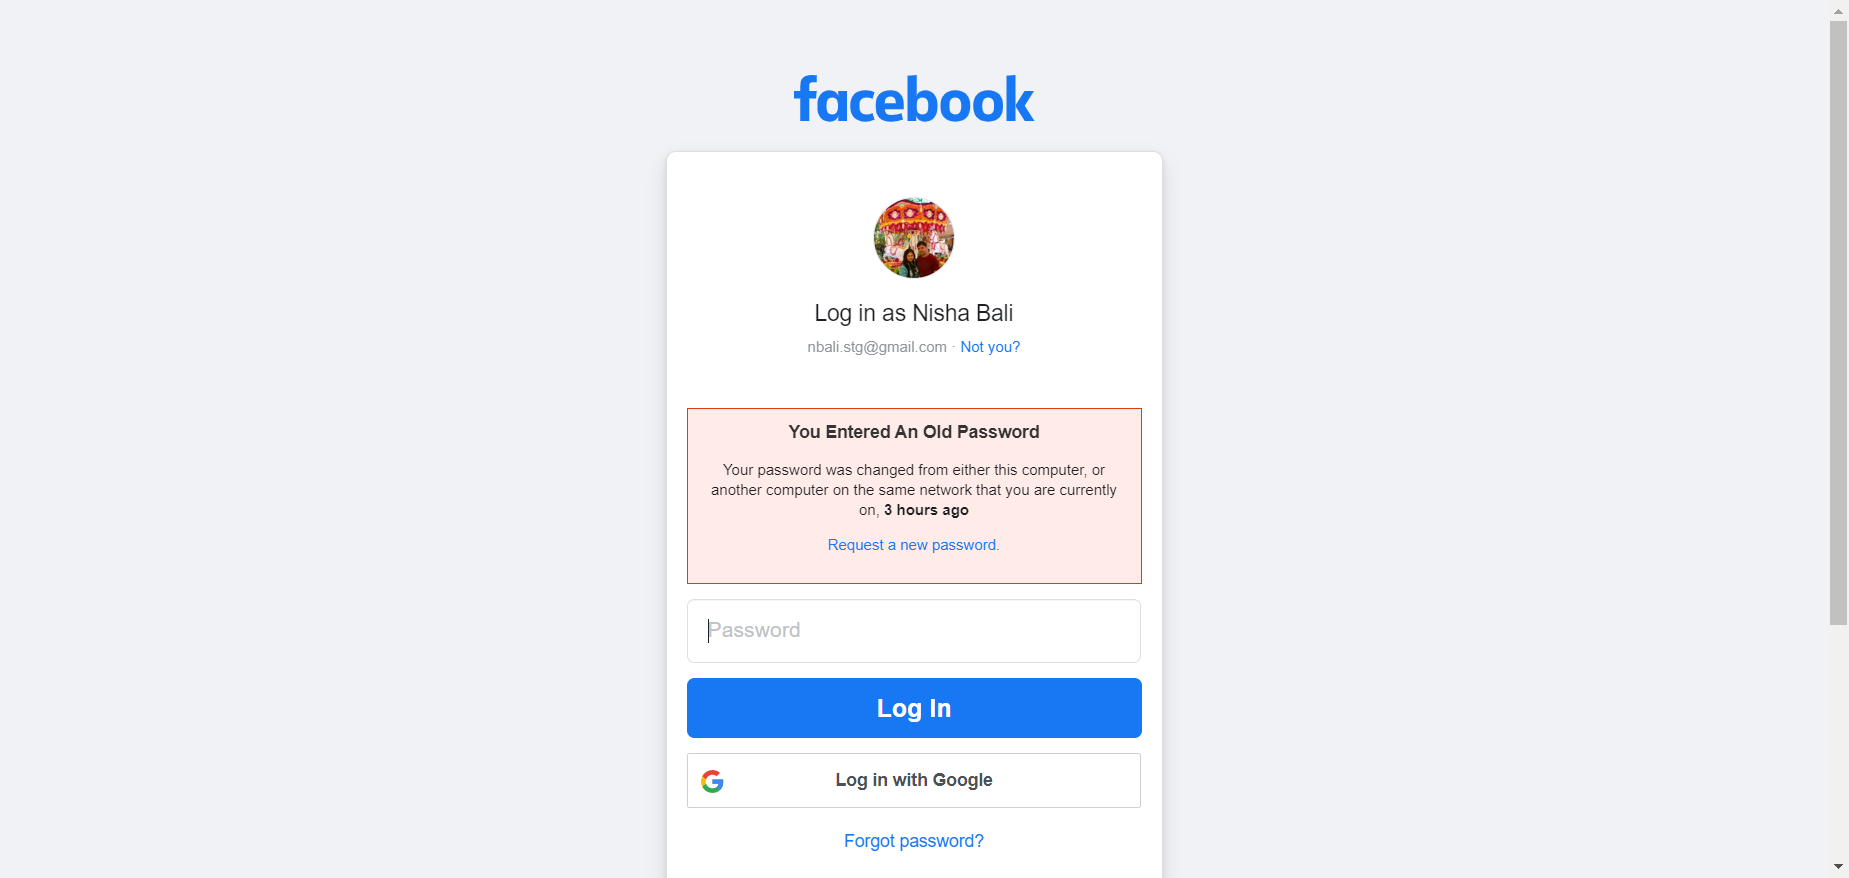 facebook
Log in as Nisha Bali
nbali.stg@gmail.com · Not you?
You Entered An Old Password
Your password was changed from either this computer, or
another computer on the same network that you are currently
on, 3 hours ago
Request a new password.
Password
Log In
Log in with Google
Forgot password?